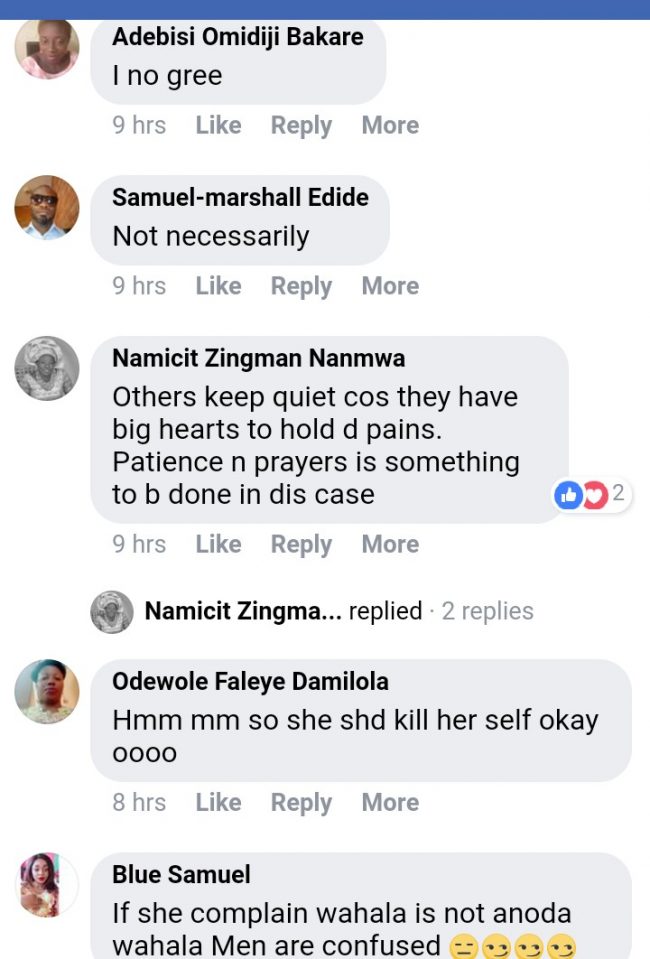 Adebisi Omidiji Bakare
I no gree
9 hrs Like Reply More
Samuel-marshall Edide
Not necessarily
9 hrs Like Reply More
Namicit Zingman Nanmwa
Others keep quiet cos they have
big hearts to hold d pains.
Patience n prayers is something
to b done in dis case
2
9 hrs Like Reply More
Namicit Zingma... replied · 2 replies
Odewole Faleye Damilola
Hmm mm so she shd kill her self okay
oooo
8 hrs Like Reply More
Blue Samuel
If she complain wahala is not anoda
wahala Men are confused 😑😏😏😏